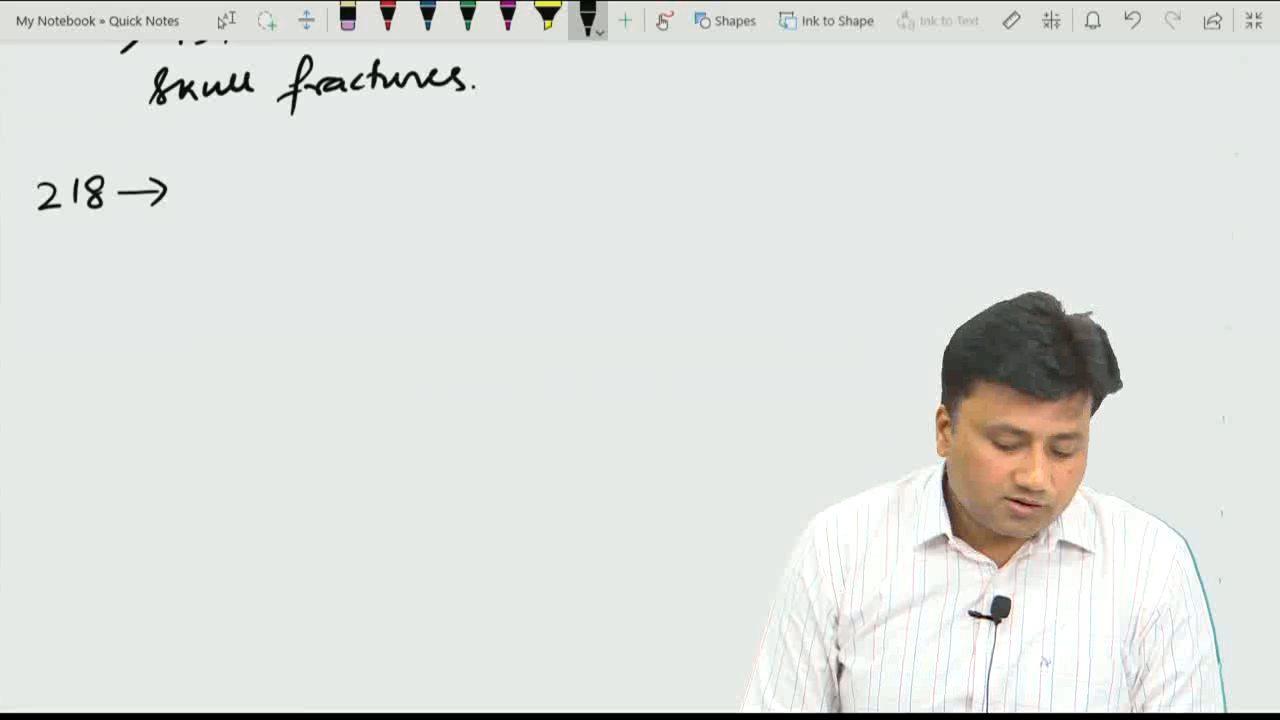 My Notebook » Quick Notes Shapes Ink to Shape Ink to Text
skull fractures.
218 →